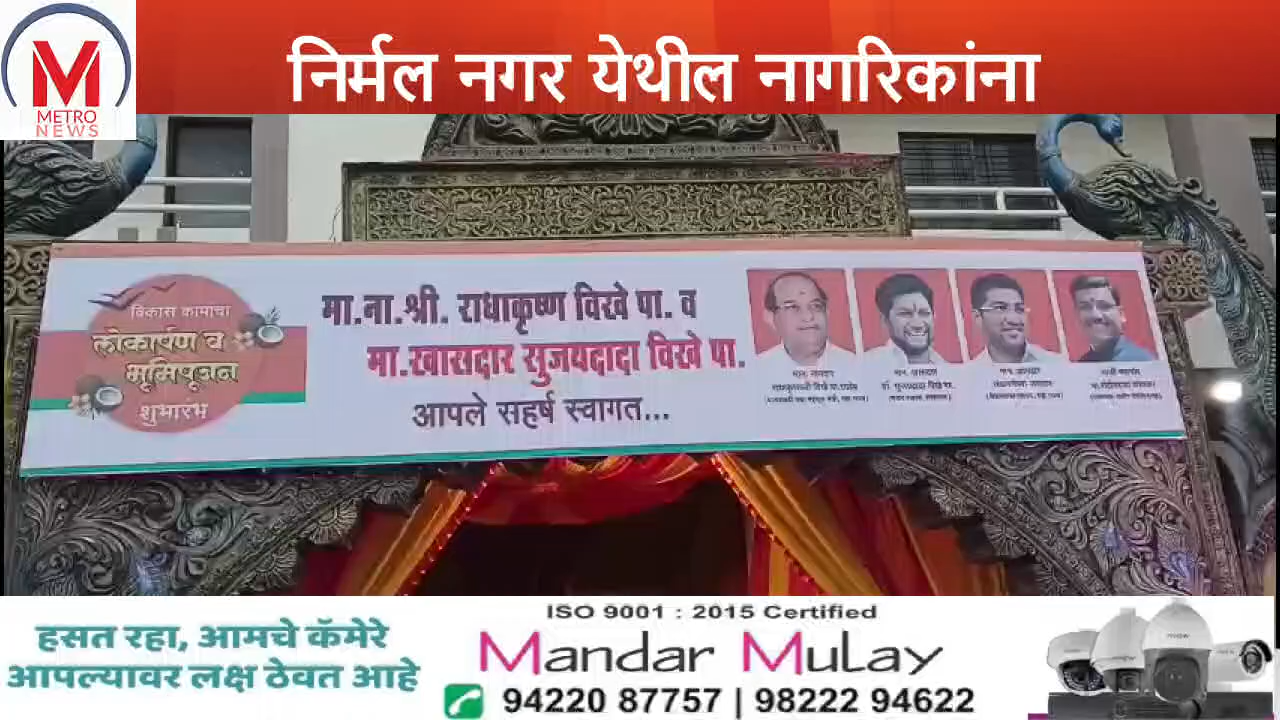 M
METRO
NEWS
निर्मल नगर येथील नागरिकांना
विकास कामाचा
लोकार्पण व
भूमिपूजन
शुभारंभ
मा.ना.श्री. राधाकृष्ण विखे पा. व
मा.खासदार सुजयदादा विखे पा.
आपले सहर्ष स्वागत...
हसत रहा, आमचे कॅमेरे
आपल्यावर लक्ष ठेवत आहे
ISO 9001 : 2015 Certified
Mandar Mulay
94220 87757 | 98222 94622